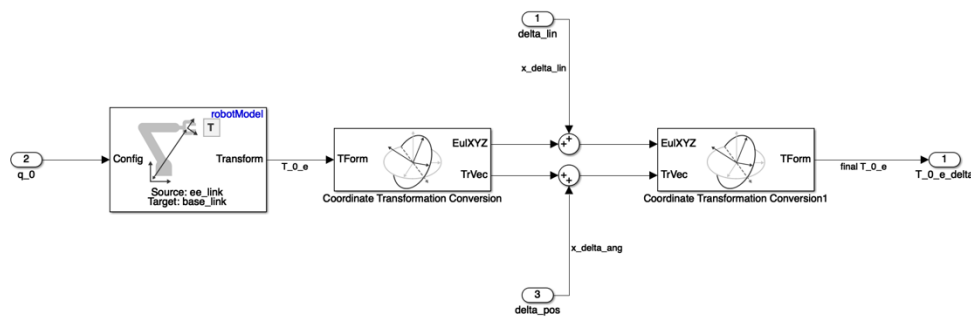 1
delta_lin
x_delta_lin
robotModel
T
2
q_0
Config
Transform
Source: ee_link
Target: base_link
T_0_e
TForm
EulXYZ
TrVec
Coordinate Transformation Conversion
+
+
+
+
EulXYZ
TrVec
TForm
Coordinate Transformation Conversion1
final T_0_e
1
T_0_e_delta
x_delta_ang
3
delta_pos